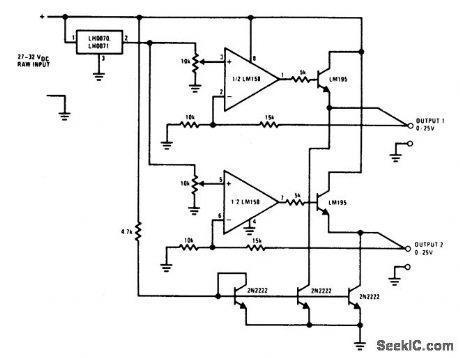 +
LH0070,
LH0071
1
2
3
27-32 VDC
RAW INPUT
10k
3
+
8
1/2 LM158
1
5k
LM195
2
−
10k
15k
OUTPUT 1
0-25V
10k
5
+
1/2 LM158
7
5k
LM195
6
−
4
10k
15k
OUTPUT 2
0-25V
4.7k
2N2222
2N2222
2N2222
SeekIC.com